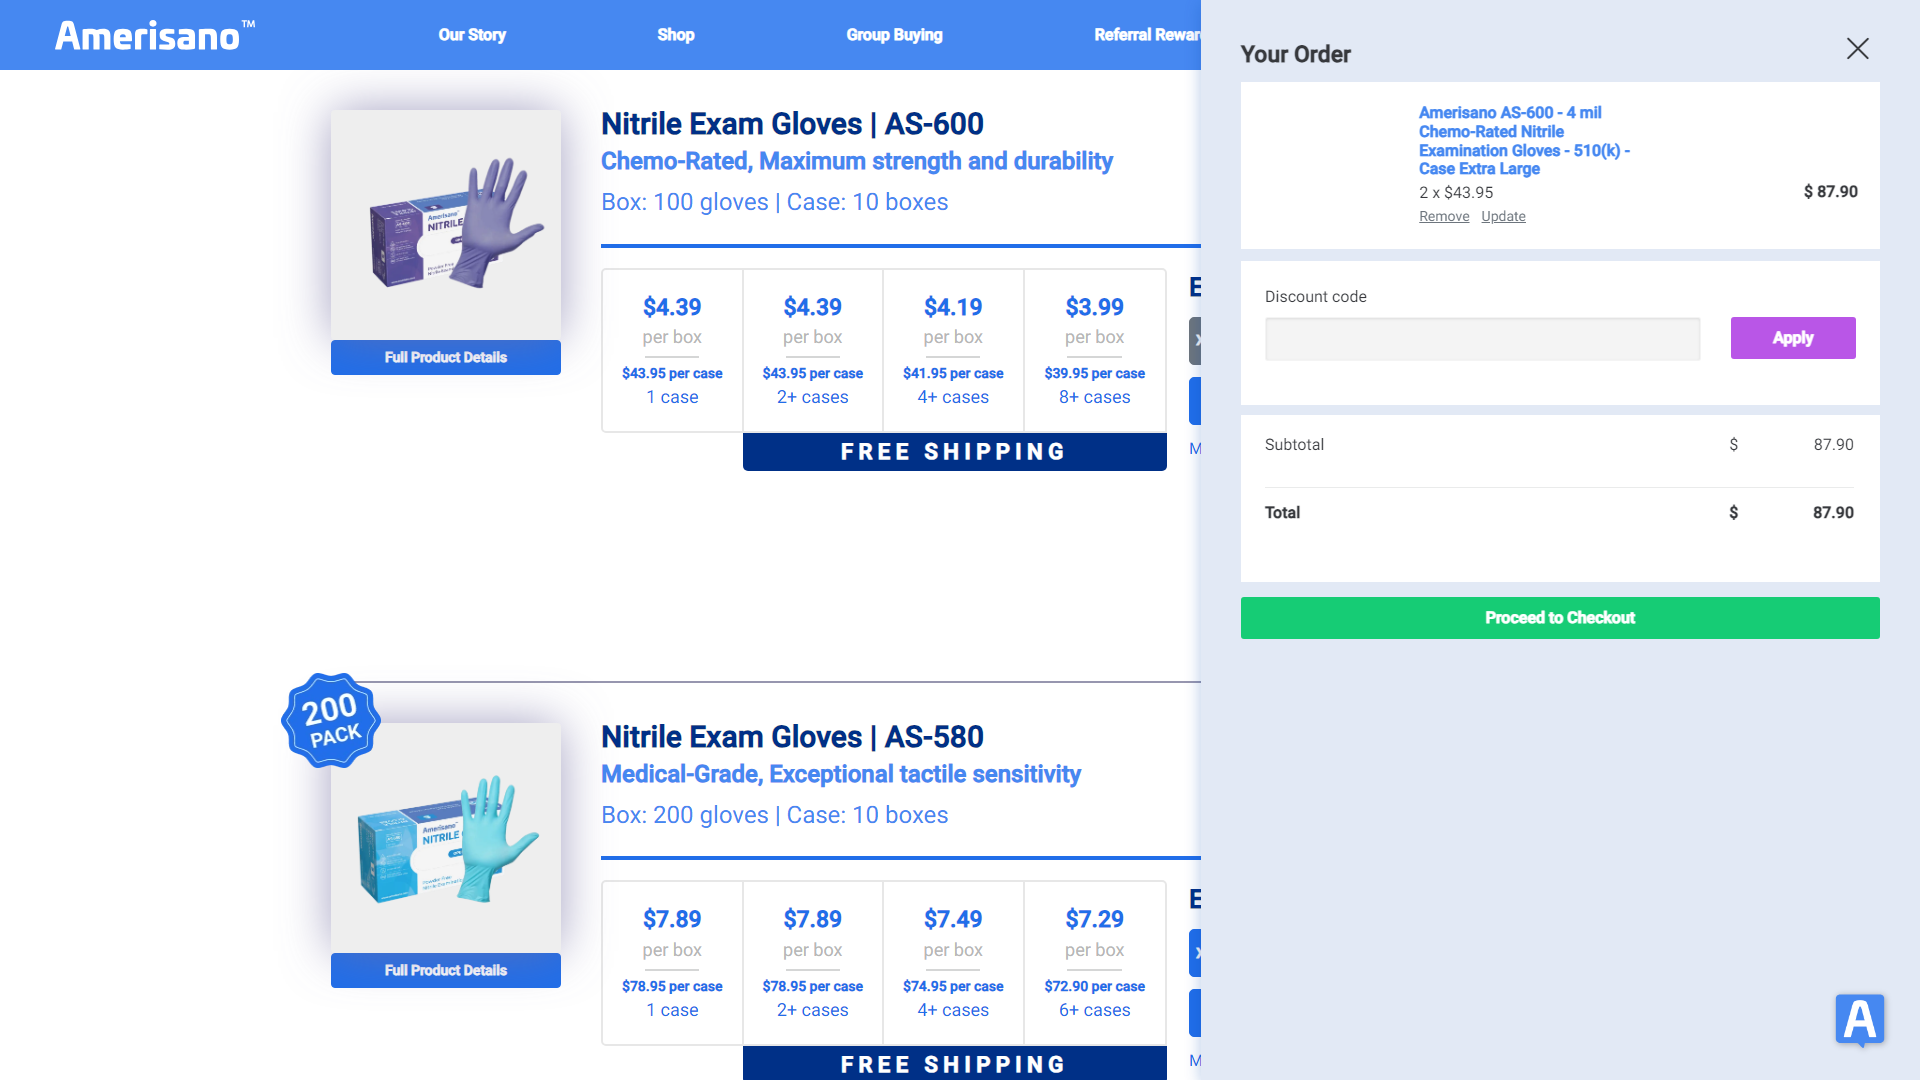 Amerisano™
Our Story
Shop
Group Buying
Referral Rewar
Nitrile Exam Gloves | AS-600
Chemo-Rated, Maximum strength and durability
Box: 100 gloves | Case: 10 boxes
Amerisano
NITRILE
Full Product Details
$4.39
per box
$43.95 per case
1 case
$4.39
per box
$43.95 per case
2+ cases
$4.19
per box
$41.95 per case
4+ cases
$3.99
per box
$39.95 per case
8+ cases
FREE SHIPPING
E
M
200
PACK
Nitrile Exam Gloves | AS-580
Medical-Grade, Exceptional tactile sensitivity
Box: 200 gloves | Case: 10 boxes
Amerisano
NITRILE
Full Product Details
$7.89
per box
$78.95 per case
1 case
$7.89
per box
$78.95 per case
2+ cases
$7.49
per box
$74.95 per case
4+ cases
$7.29
per box
$72.90 per case
6+ cases
FREE SHIPPING
E
M
Your Order
Amerisano AS-600 - 4 mil
Chemo-Rated Nitrile
Examination Gloves - 510(k) -
Case Extra Large
2 x $43.95
$ 87.90
Remove Update
Discount code
Apply
Subtotal $ 87.90
Total $ 87.90
Proceed to Checkout
A